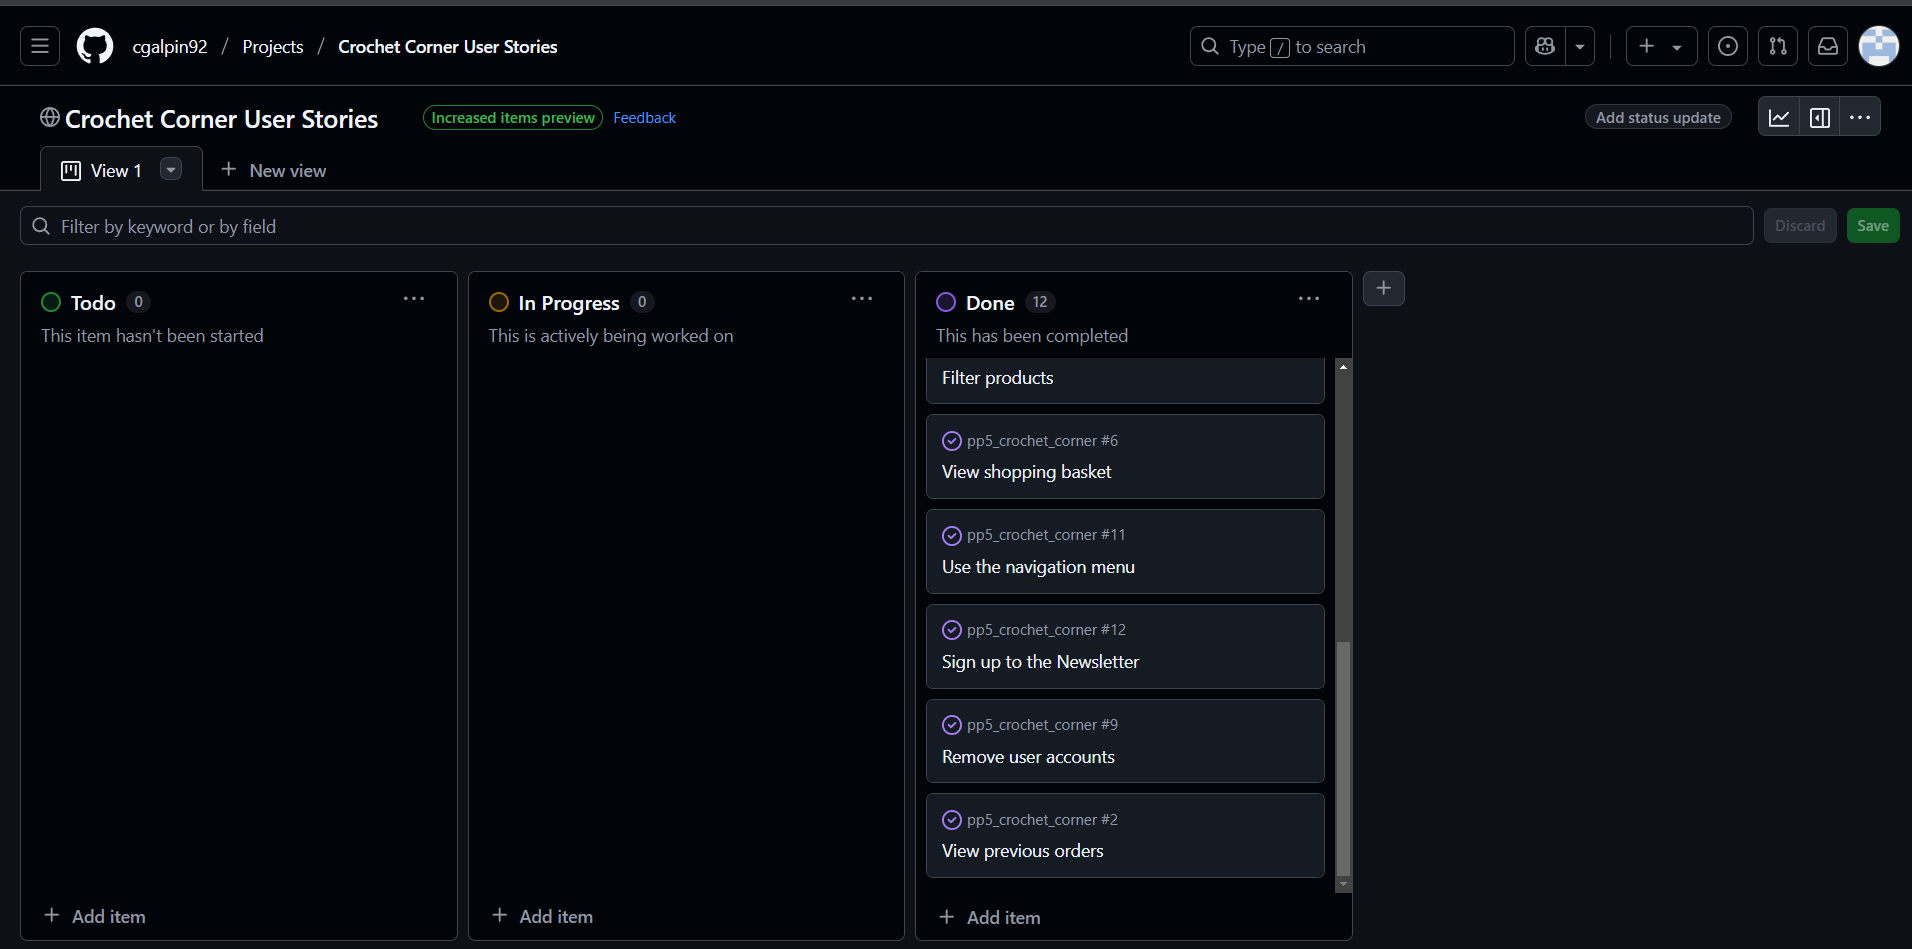 cgalpin92 / Projects / Crochet Corner User Stories
Type / to search
Crochet Corner User Stories
Increased items preview
Feedback
Add status update
View 1
New view
Filter by keyword or by field
Discard
Save
Todo 0
This item hasn't been started
Add item
In Progress 0
This is actively being worked on
Add item
Done 12
This has been completed
Filter products
pp5_crochet_corner #6
View shopping basket
pp5_crochet_corner #11
Use the navigation menu
pp5_crochet_corner #12
Sign up to the Newsletter
pp5_crochet_corner #9
Remove user accounts
pp5_crochet_corner #2
View previous orders
Add item